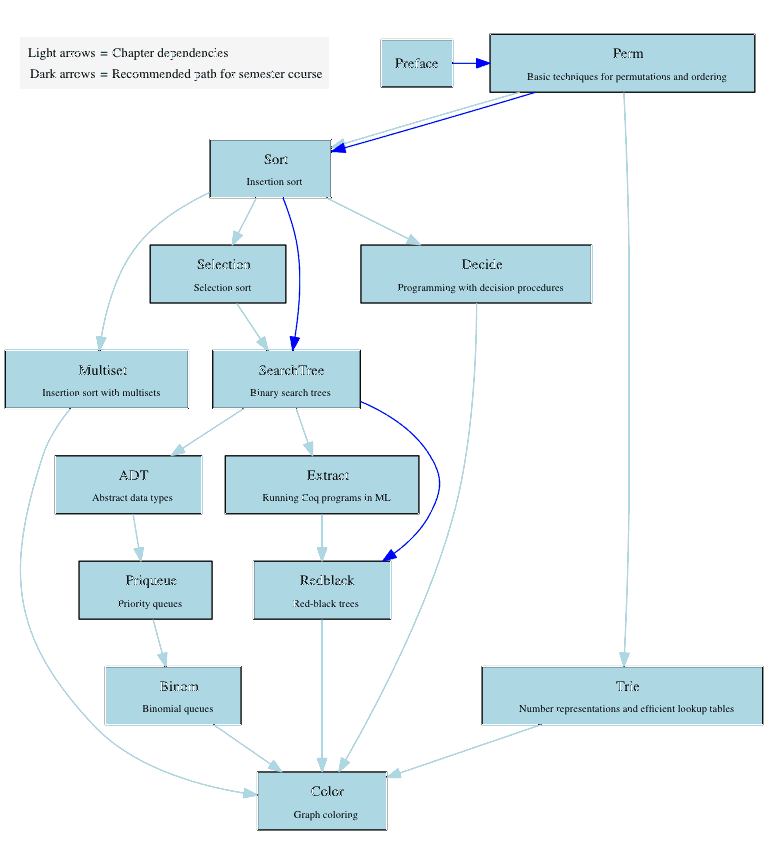 Light arrows = Chapter dependencies
Dark arrows = Recommended path for semester course
Preface
Perm
Basic techniques for permutations and ordering
Sort
Insertion sort
Selection
Selection sort
Decide
Programming with decision procedures
Multiset
Insertion sort with multisets
SearchTree
Binary search trees
ADT
Abstract data types
Extract
Running Coq programs in ML
Priqueue
Priority queues
Redblack
Red-black trees
Binom
Binomial queues
Trie
Number representations and efficient lookup tables
Color
Graph coloring